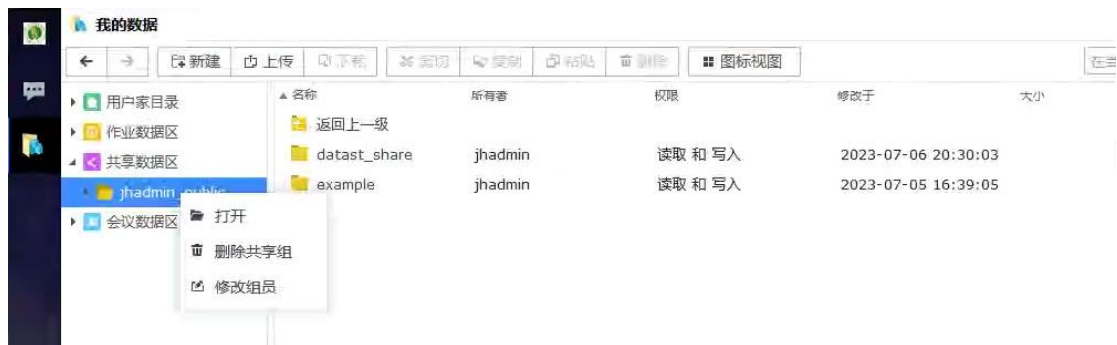 我的数据
新建 上传 下载 剪切 复制 粘贴 删除 图标视图 在当
用户家目录
作业数据区
共享数据区
jhadmin_public
会议数据区
打开
删除共享组
修改组员
名称 所有者 权限 修改于 大小
返回上一级
datast_share jhadmin 读取 和 写入 2023-07-06 20:30:03
example jhadmin 读取 和 写入 2023-07-05 16:39:05